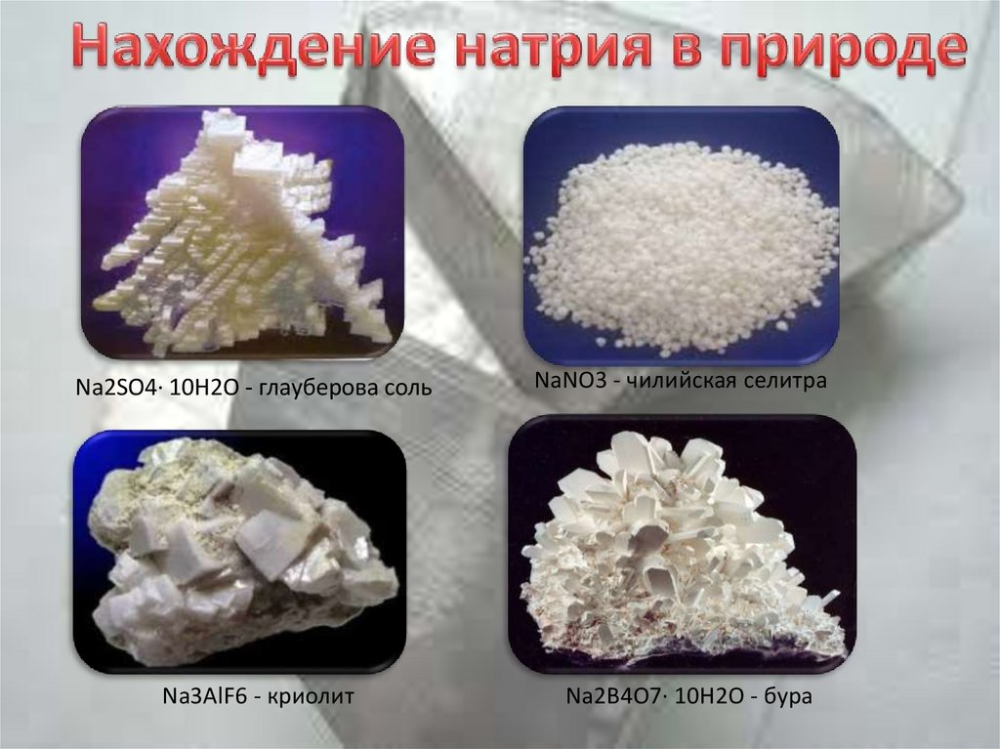 Нахождение натрия в природе
Na2SO4· 10H2O - глауберова соль
NaNO3 - чилийская селитра
Na3AlF6 - криолит
Na2B4O7· 10H2O - бура